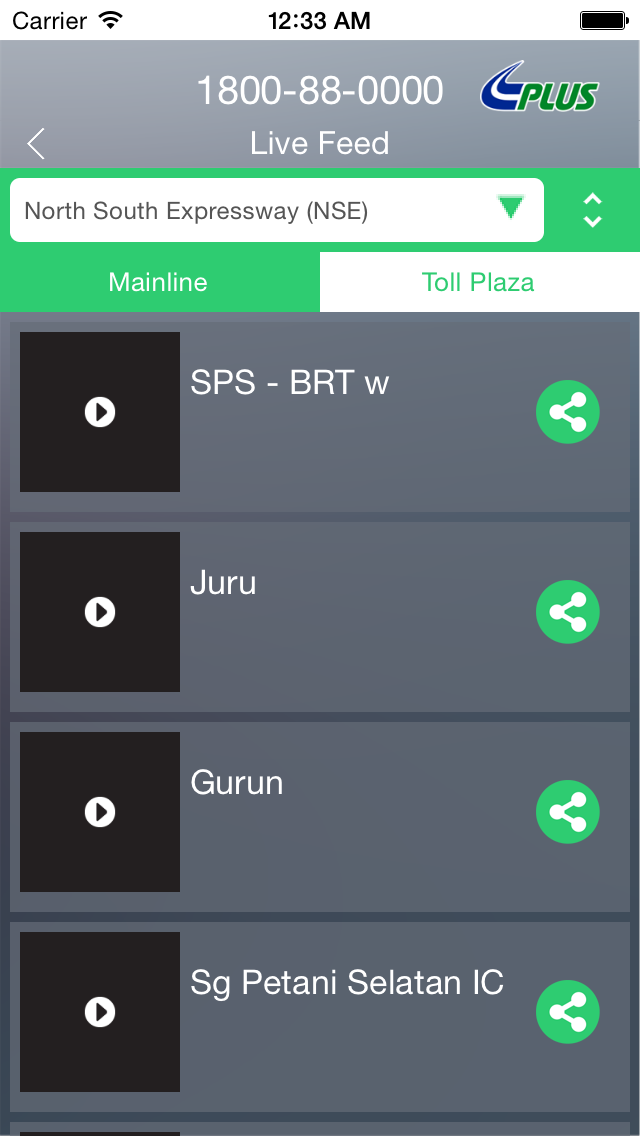 Carrier 12:33 AM
1800-88-0000 PLUS
Live Feed
North South Expressway (NSE)
Mainline Toll Plaza
SPS - BRT w
Juru
Gurun
Sg Petani Selatan IC